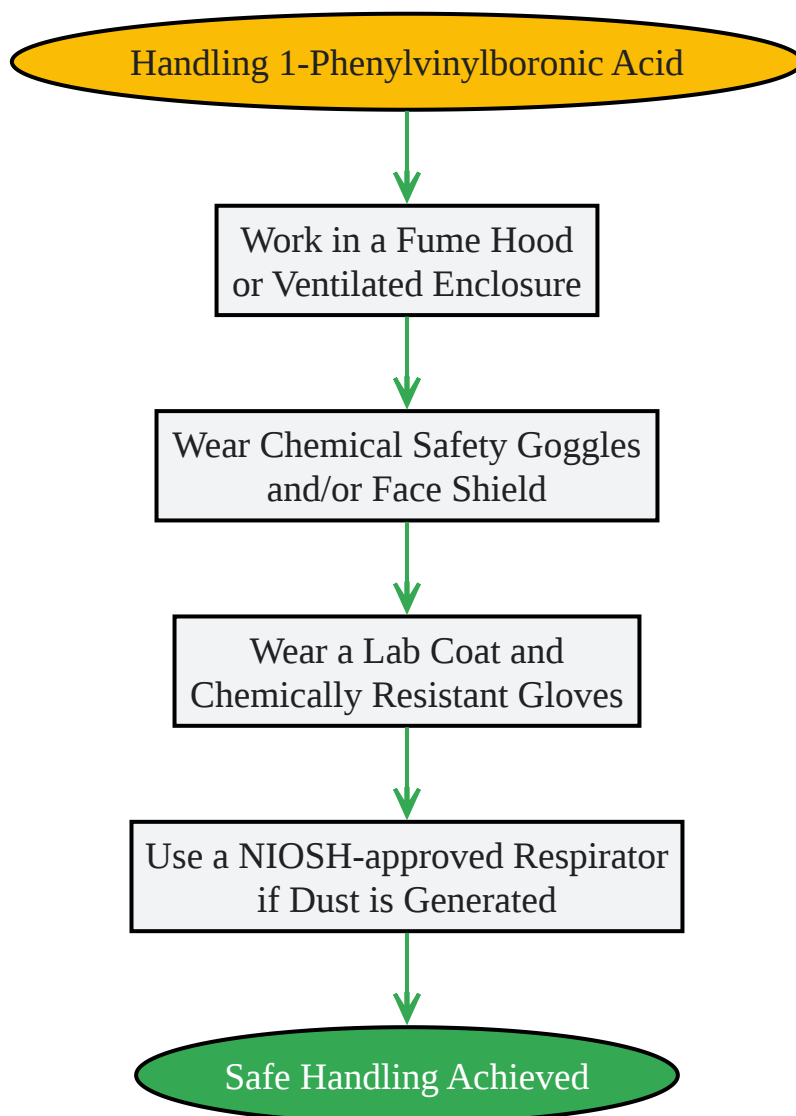 Handling 1-Phenylvinylboronic Acid
Work in a Fume Hood
or Ventilated Enclosure
Wear Chemical Safety Goggles
and/or Face Shield
Wear a Lab Coat and
Chemically Resistant Gloves
Use a NIOSH-approved Respirator
if Dust is Generated
Safe Handling Achieved